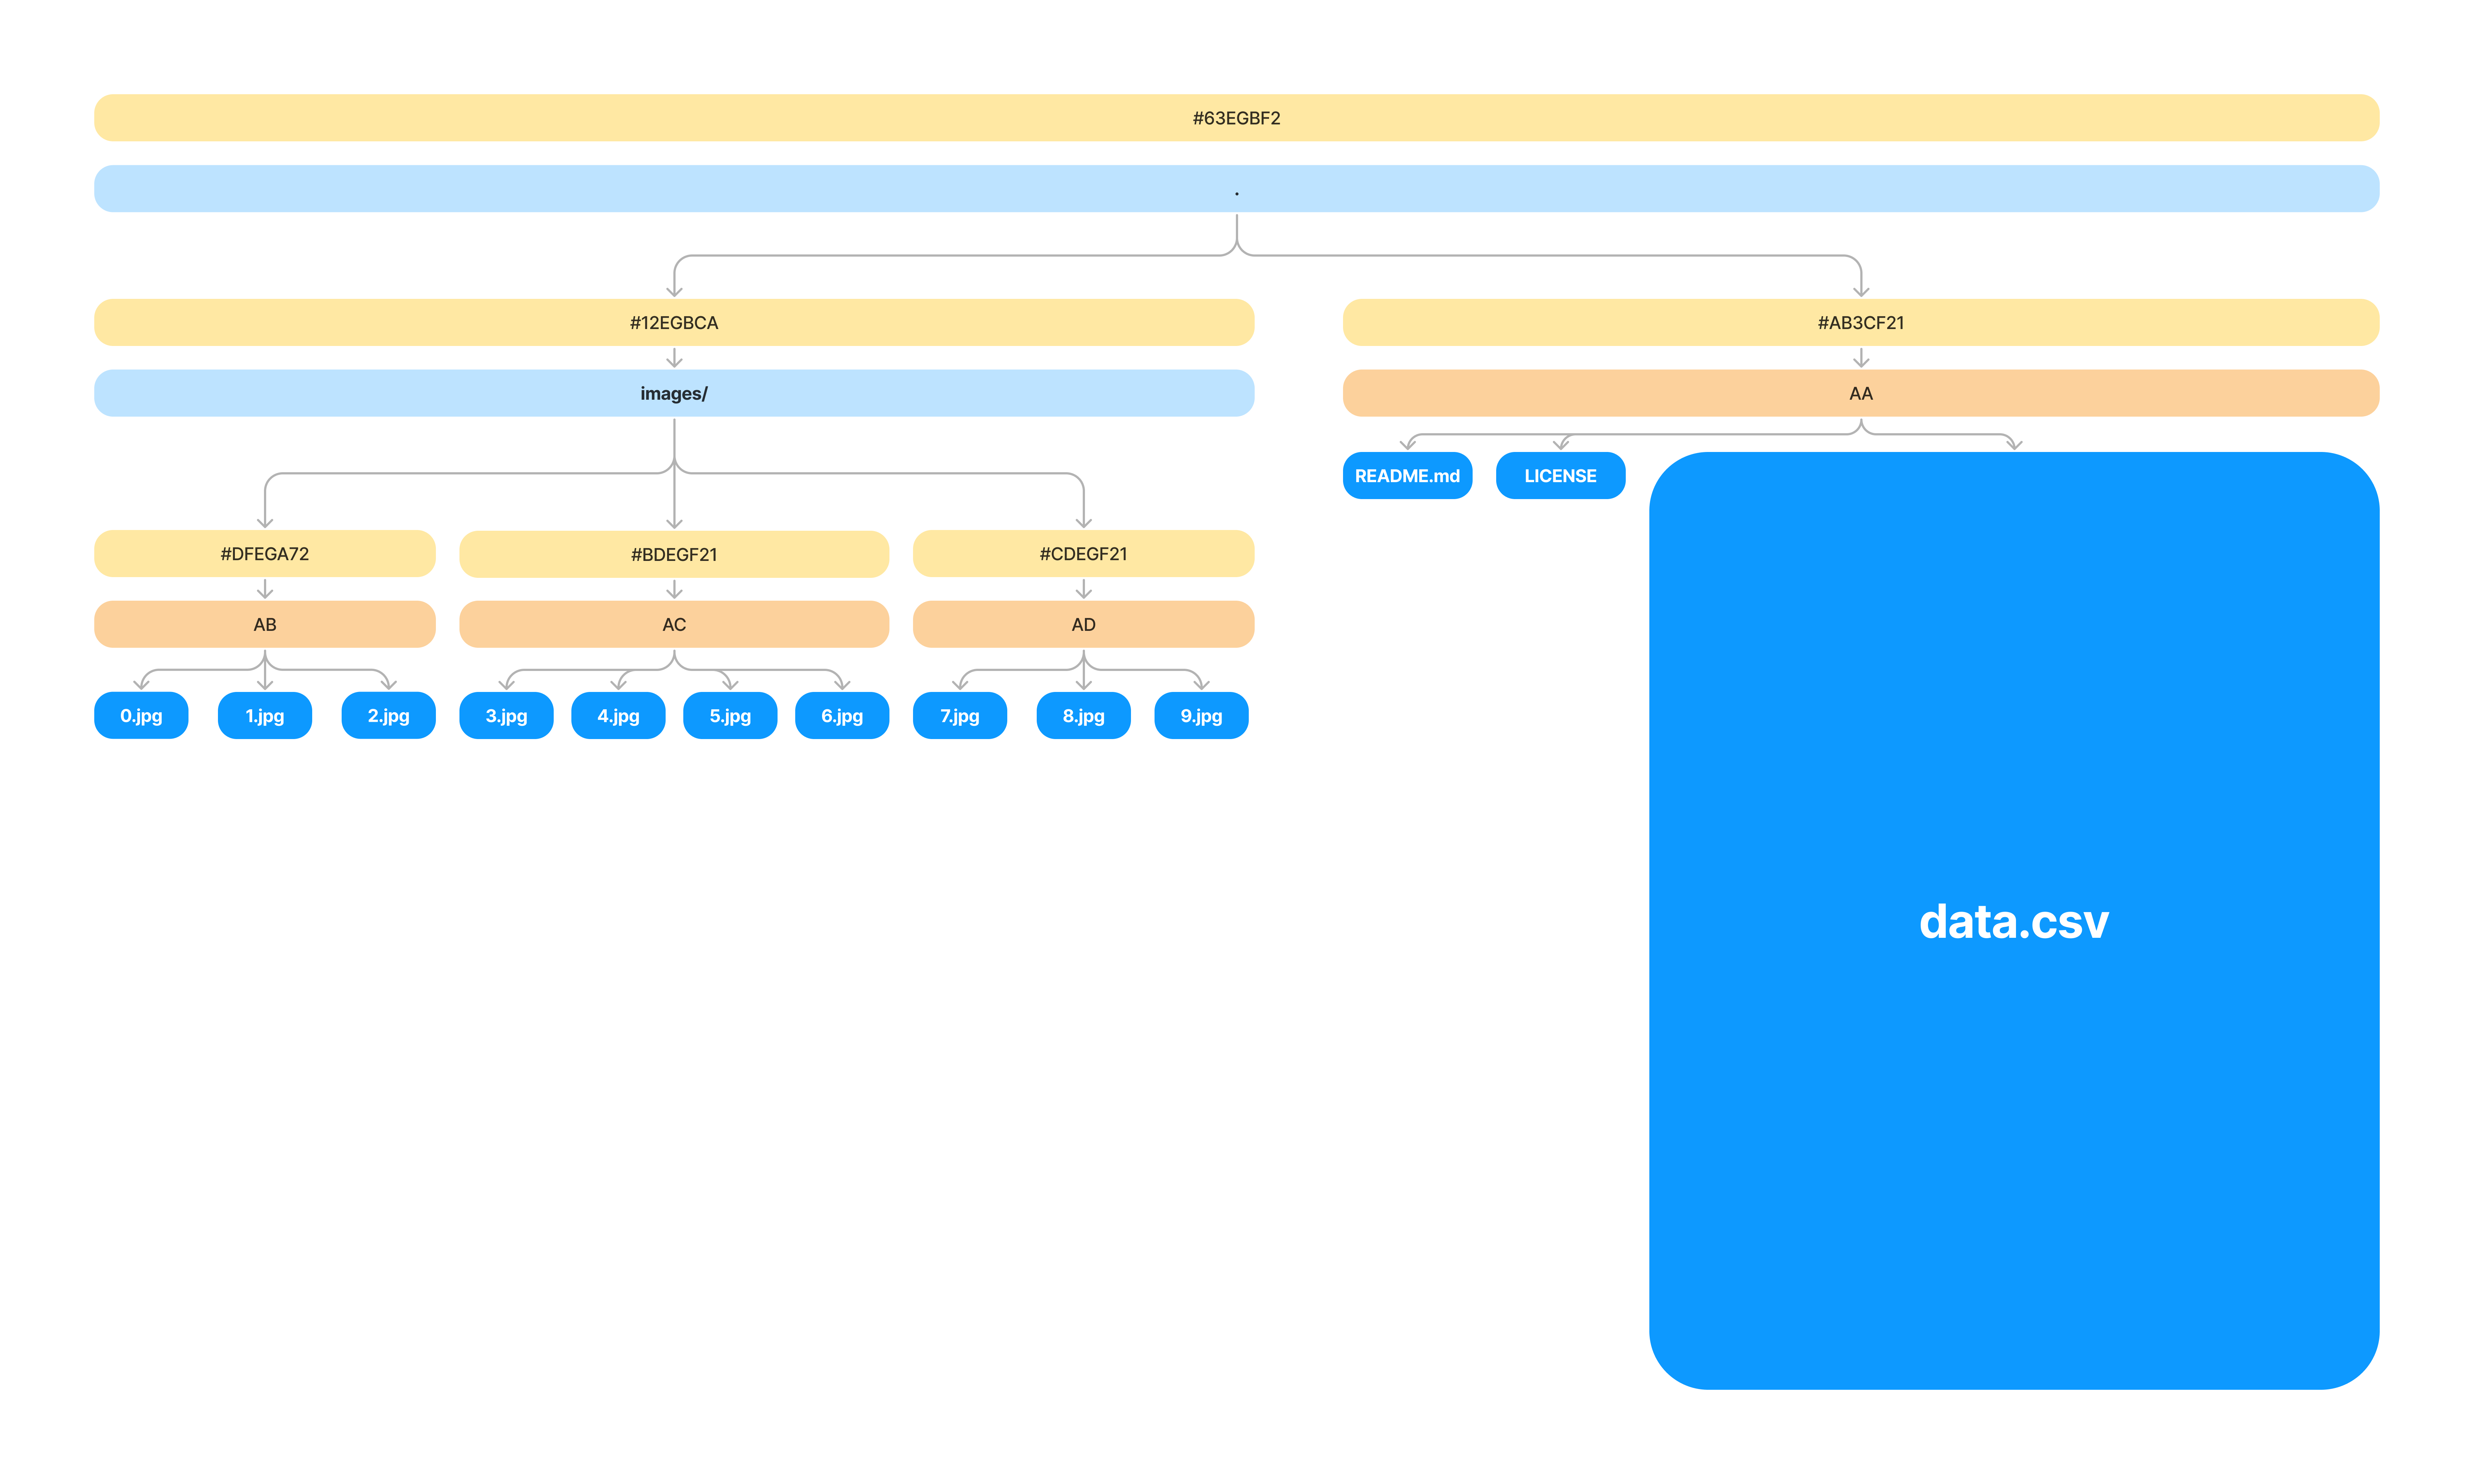 #63EGBF2
.
#12EGBCA
#AB3CF21
images/
AA
README.md
LICENSE
data.csv
#DFEGA72
#BDEGF21
#CDEGF21
AB
AC
AD
0.jpg
1.jpg
2.jpg
3.jpg
4.jpg
5.jpg
6.jpg
7.jpg
8.jpg
9.jpg